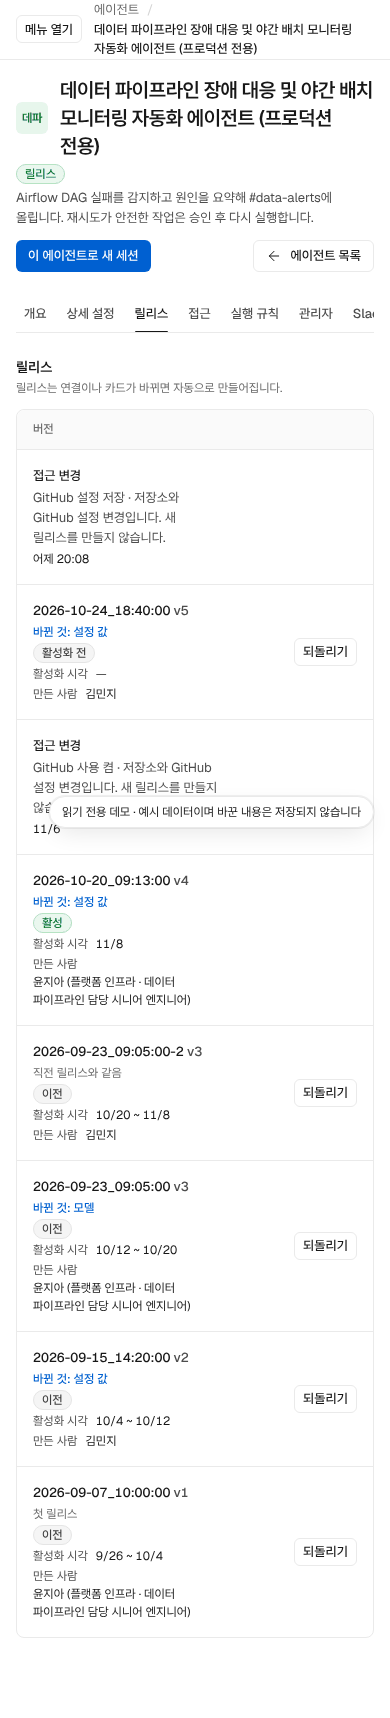 메뉴 열기
에이전트 /
데이터 파이프라인 장애 대응 및 야간 배치 모니터링
자동화 에이전트 (프로덕션 전용)
데파
데이터 파이프라인 장애 대응 및 야간 배치
모니터링 자동화 에이전트 (프로덕션
전용)
릴리스
Airflow DAG 실패를 감지하고 원인을 요약해 #data-alerts에
올립니다. 재시도가 안전한 작업은 승인 후 다시 실행합니다.
이 에이전트로 새 세션
← 에이전트 목록
개요 상세 설정 릴리스 접근 실행 규칙 관리자
릴리스
릴리스는 연결이나 카드가 바뀌면 자동으로 만들어집니다.
버전
접근 변경
GitHub 설정 저장 · 저장소와
GitHub 설정 변경입니다. 새
릴리스를 만들지 않습니다.
어제 20:08
2026-10-24_18:40:00 v5
바뀐 것: 설정 값
활성화 전
활성화 시각 —
만든 사람 김민지
되돌리기
접근 변경
GitHub 사용 켬 · 저장소와 GitHub
설정 변경입니다. 새 릴리스를 만들지
읽기 전용 데모 · 예시 데이터이며 바꾼 내용은 저장되지 않습니다
11/6
2026-10-20_09:13:00 v4
바뀐 것: 설정 값
활성
활성화 시각 11/8
만든 사람
윤지아 (플랫폼 인프라 · 데이터
파이프라인 담당 시니어 엔지니어)
2026-09-23_09:05:00-2 v3
직전 릴리스와 같음
이전
활성화 시각 10/20 ~ 11/8
만든 사람 김민지
되돌리기
2026-09-23_09:05:00 v3
바뀐 것: 모델
이전
활성화 시각 10/12 ~ 10/20
만든 사람
윤지아 (플랫폼 인프라 · 데이터
파이프라인 담당 시니어 엔지니어)
되돌리기
2026-09-15_14:20:00 v2
바뀐 것: 설정 값
이전
활성화 시각 10/4 ~ 10/12
만든 사람 김민지
되돌리기
2026-09-07_10:00:00 v1
첫 릴리스
이전
활성화 시각 9/26 ~ 10/4
만든 사람
윤지아 (플랫폼 인프라 · 데이터
파이프라인 담당 시니어 엔지니어)
되돌리기